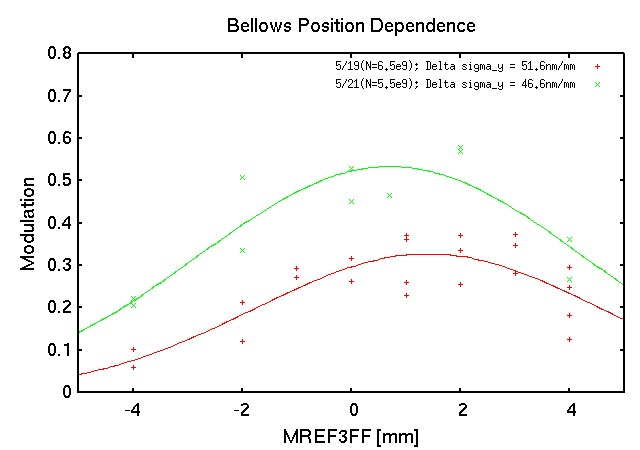 Bellows Position Dependence
5/19(N=6.5e9); Delta sigma_y = 51.6nm/mm
5/21(N=5.5e9); Delta sigma_y = 46.6nm/mm
0.8
0.7
0.6
0.5
0.4
0.3
0.2
0.1
0
Modulation
-4
-2
0
2
4
MREF3FF [mm]